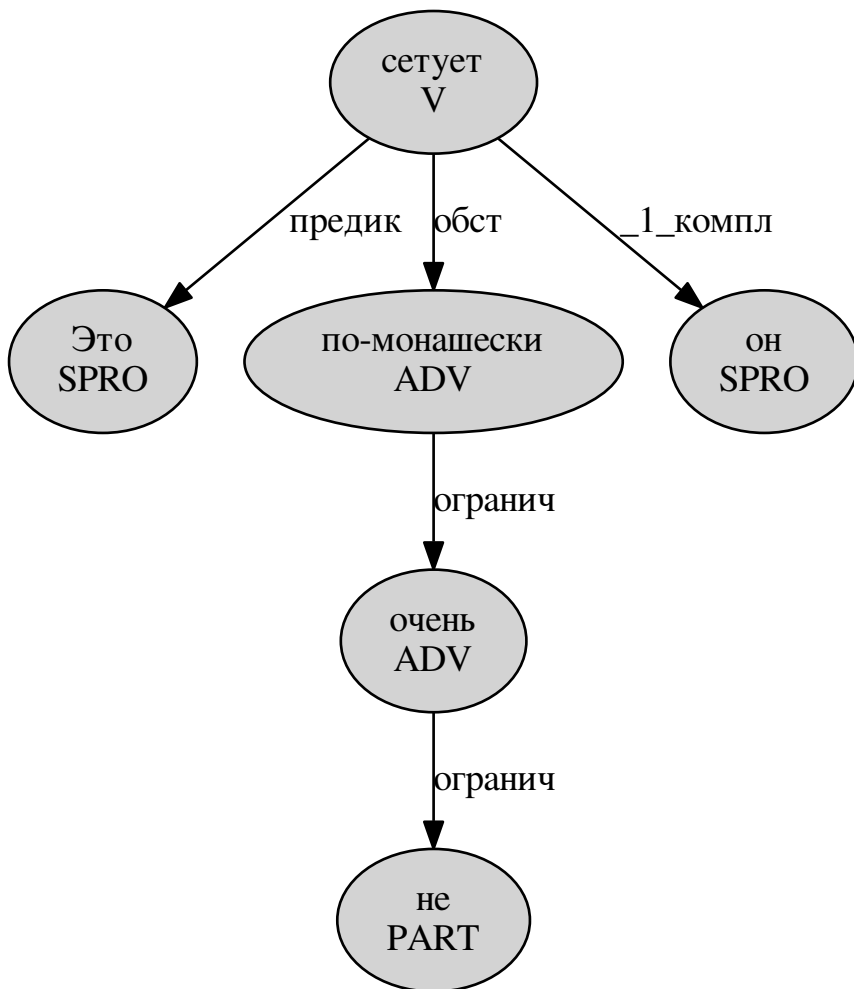 сетует
V
предик
обст
_1_компл
Это
SPRO
по-монашески
ADV
он
SPRO
огранич
очень
ADV
огранич
не
PART